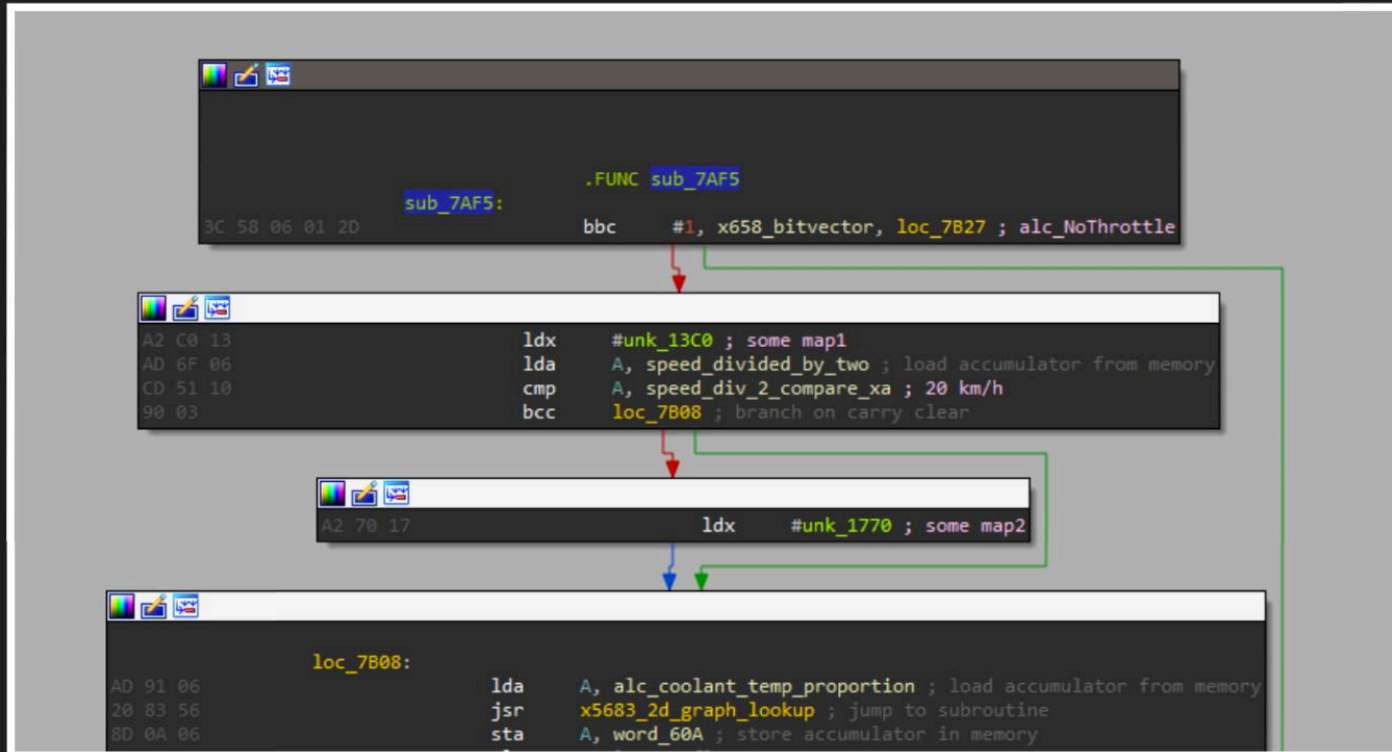 .FUNC sub_7AF5
sub_7AF5:
3C 58 06 01 2D bbc #1, x658_bitvector, loc_7B27 ; alc_NoThrottle
A2 C0 13 ldx #unk_13C0 ; some map1
AD 6F 06 lda A, speed_divided_by_two ; load accumulator from memory
CD 51 10 cmp A, speed_div_2_compare_xa ; 20 km/h
90 03 bcc loc_7B08 ; branch on carry clear
A2 70 17 ldx #unk_1770 ; some map2
loc_7B08:
AD 91 06 lda A, alc_coolant_temp_proportion ; load accumulator from memory
20 83 56 jsr x5683_2d_graph_lookup ; jump to subroutine
8D 0A 06 sta A, word_60A ; store accumulator in memory